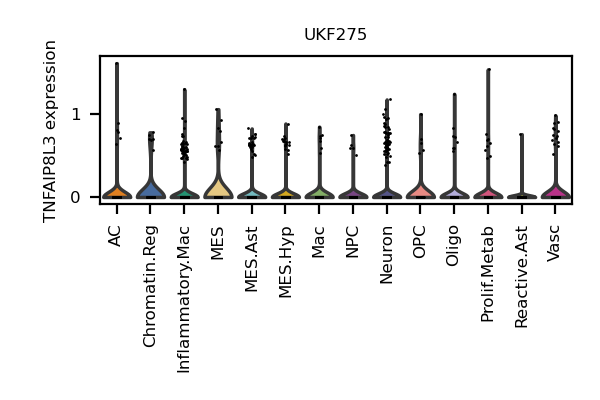 UKF275
TNFAIP8L3 expression
1
0
AC
Chromatin.Reg
Inflammatory.Mac
MES
MES.Ast
MES.Hyp
Mac
NPC
Neuron
OPC
Oligo
Prolif.Metab
Reactive.Ast
Vasc